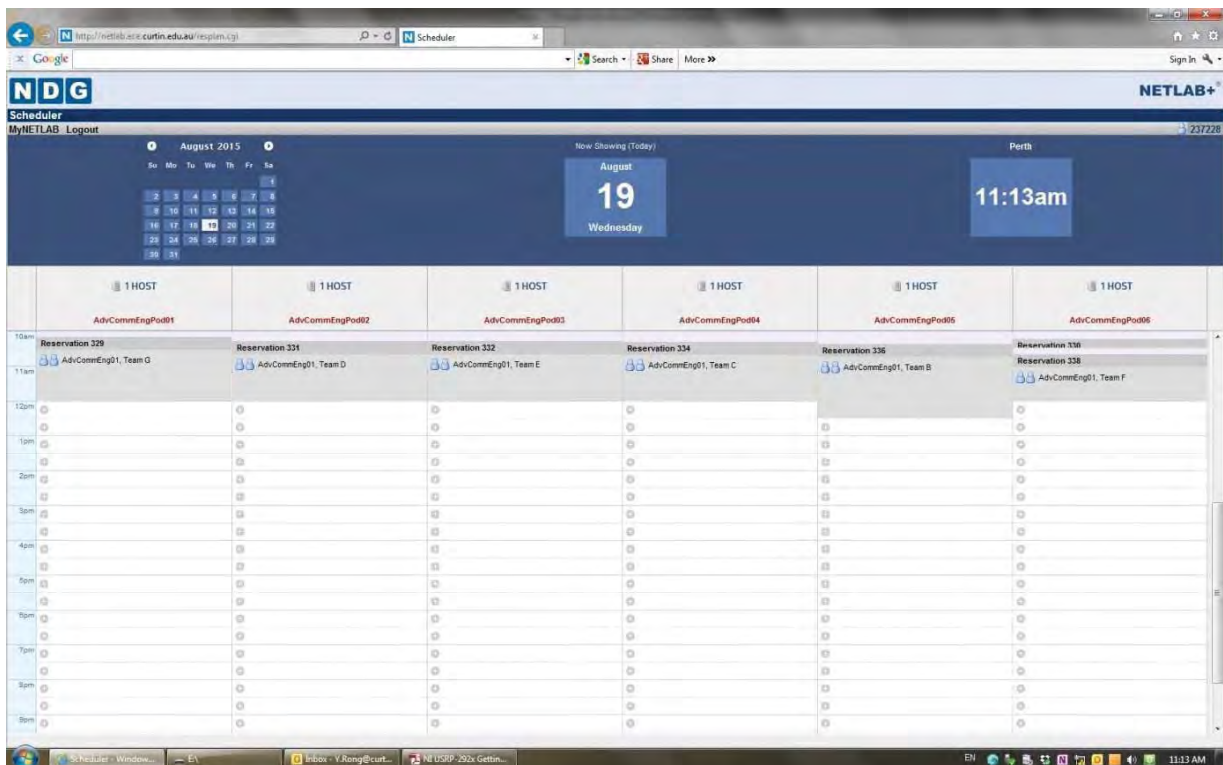 http://netlab.ece.curtin.edu.au/resplan.cgi
Scheduler
Google
Search
Share
More »
Sign In
NDG
NETLAB+®
Scheduler
MyNETLAB Logout
237228
August 2015
Now Showing (Today)
Perth
Su Mo Tu We Th Fr Sa
1
2 3 4 5 6 7 8
9 10 11 12 13 14 15
16 17 18 19 20 21 22
23 24 25 26 27 28 29
30 31
August
19
Wednesday
11:13am
1 HOST
1 HOST
1 HOST
1 HOST
1 HOST
1 HOST
AdvCommEngPod01
AdvCommEngPod02
AdvCommEngPod03
AdvCommEngPod04
AdvCommEngPod05
AdvCommEngPod06
10am
Reservation 329
AdvCommEng01, Team G
Reservation 331
AdvCommEng01, Team D
Reservation 332
AdvCommEng01, Team E
Reservation 334
AdvCommEng01, Team C
Reservation 336
AdvCommEng01, Team B
Reservation 330
Reservation 338
AdvCommEng01, Team F
11am
12pm
1pm
2pm
3pm
4pm
5pm
6pm
7pm
8pm
9pm
Scheduler - Window...
E:\
Inbox - Y.Rong@curt...
NI USRP-292x Gettin...
EN
11:13 AM